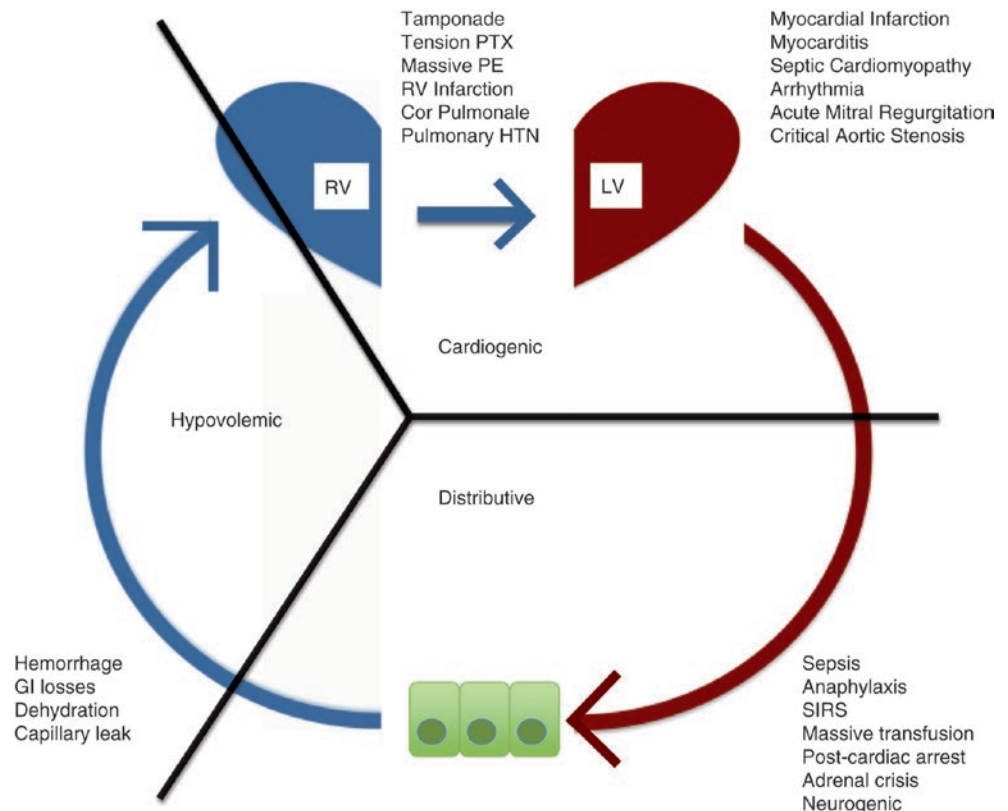 Tamponade
Tension PTX
Massive PE
RV Infarction
Cor Pulmonale
Pulmonary HTN
Myocardial Infarction
Myocarditis
Septic Cardiomyopathy
Arrhythmia
Acute Mitral Regurgitation
Critical Aortic Stenosis
RV
LV
Cardiogenic
Hypovolemic
Distributive
Hemorrhage
GI losses
Dehydration
Capillary leak
Sepsis
Anaphylaxis
SIRS
Massive transfusion
Post-cardiac arrest
Adrenal crisis
Neurogenic